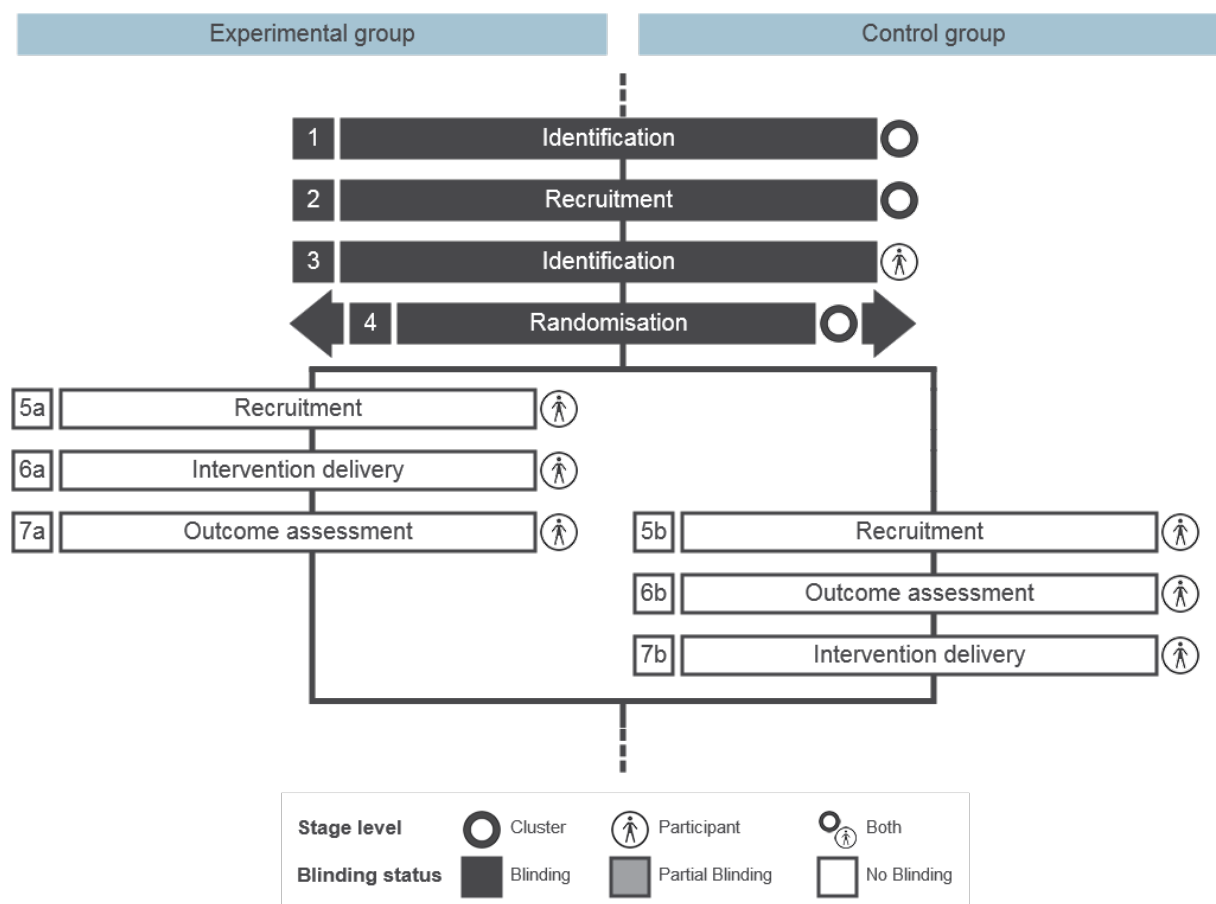 Experimental group
Control group
1 Identification
2 Recruitment
3 Identification
4 Randomisation
5a Recruitment
6a Intervention delivery
7a Outcome assessment
5b Recruitment
6b Outcome assessment
7b Intervention delivery
Stage level Cluster Participant Both
Blinding status Blinding Partial Blinding No Blinding